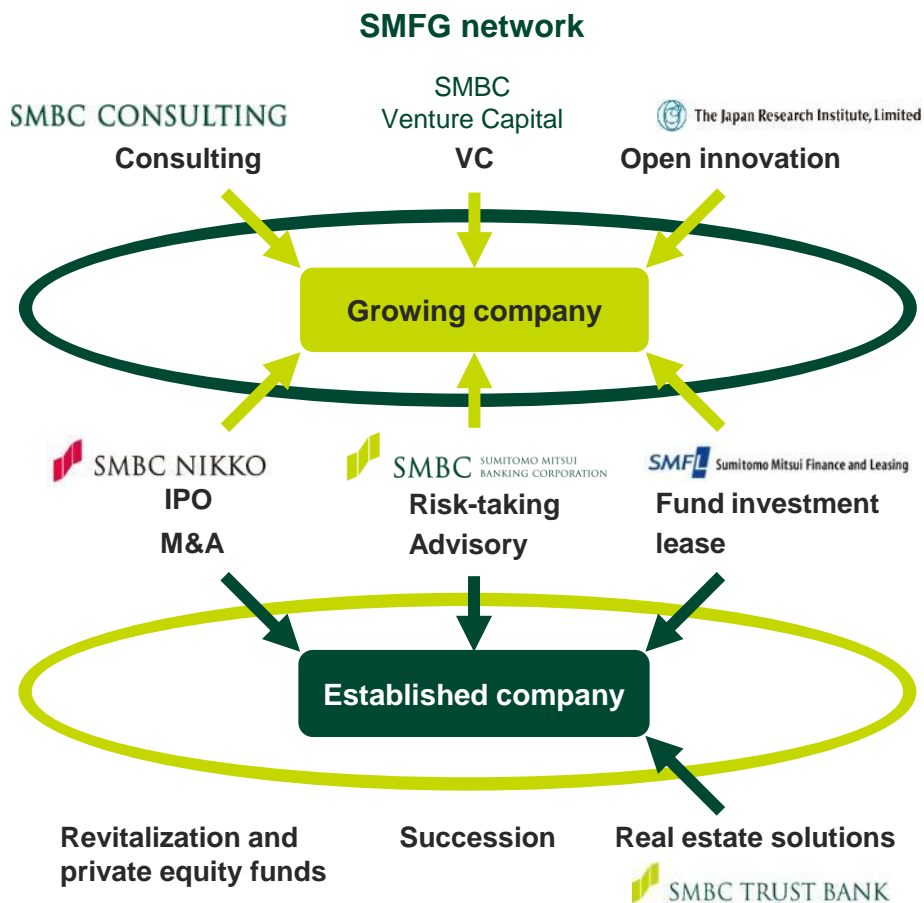 SMFG network
SMBC CONSULTING
Consulting
SMBC
Venture Capital
VC
The Japan Research Institute, Limited
Open innovation
Growing company
SMBC NIKKO
IPO
M&A
SMBC SUMITOMO MITSUI
BANKING CORPORATION
Risk-taking
Advisory
SMFL Sumitomo Mitsui Finance and Leasing
Fund investment
lease
Established company
Revitalization and
private equity funds
Succession
Real estate solutions
SMBC TRUST BANK